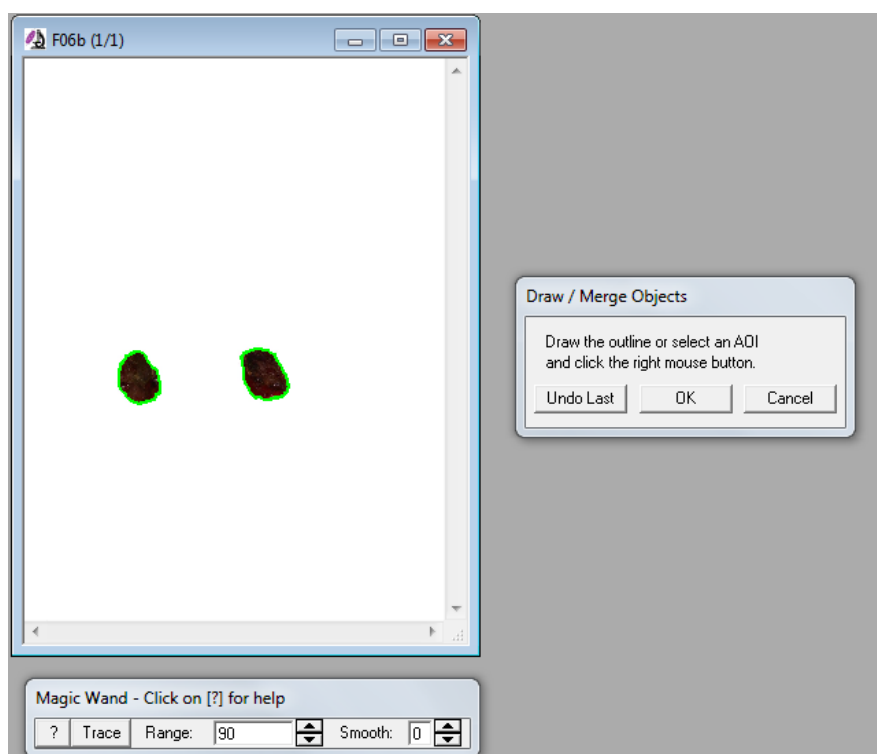 F06b (1/1)
Draw / Merge Objects
Draw the outline or select an AOI
and click the right mouse button.
Undo Last OK Cancel
Magic Wand - Click on [?] for help
? Trace Range: 90 Smooth: 0